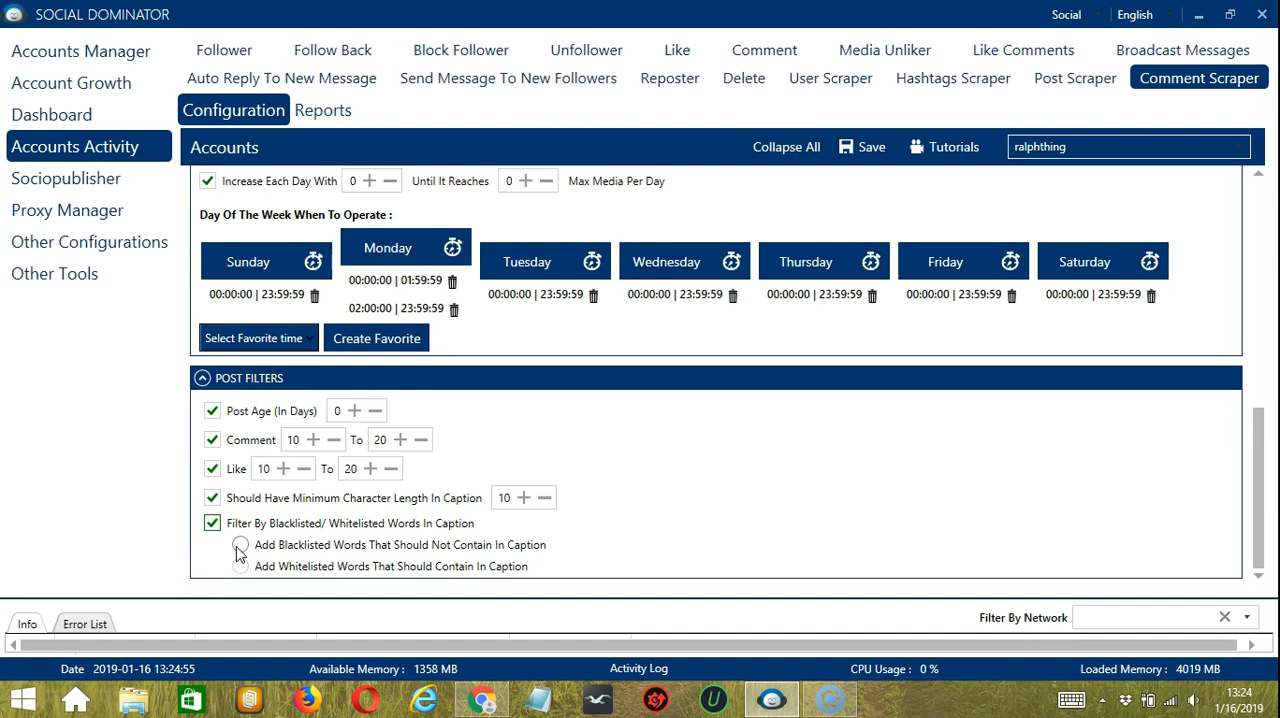 SOCIAL DOMINATOR
Social
English
Accounts Manager
Account Growth
Dashboard
Accounts Activity
Sociopublisher
Proxy Manager
Other Configurations
Other Tools
Follower
Follow Back
Block Follower
Unfollower
Like
Comment
Media Unliker
Like Comments
Broadcast Messages
Auto Reply To New Message
Send Message To New Followers
Reposter
Delete
User Scraper
Hashtags Scraper
Post Scraper
Comment Scraper
Configuration
Reports
Accounts
Collapse All
Save
Tutorials
ralphthing
Increase Each Day With 0 + − Until It Reaches 0 + − Max Media Per Day
Day Of The Week When To Operate :
Sunday
00:00:00 | 23:59:59
Monday
00:00:00 | 01:59:59
02:00:00 | 23:59:59
Tuesday
00:00:00 | 23:59:59
Wednesday
00:00:00 | 23:59:59
Thursday
00:00:00 | 23:59:59
Friday
00:00:00 | 23:59:59
Saturday
00:00:00 | 23:59:59
Select Favorite time
Create Favorite
POST FILTERS
Post Age (In Days) 0 + −
Comment 10 + − To 20 + −
Like 10 + − To 20 + −
Should Have Minimum Character Length In Caption 10 + −
Filter By Blacklisted/ Whitelisted Words In Caption
Add Blacklisted Words That Should Not Contain In Caption
Add Whitelisted Words That Should Contain In Caption
Info
Error List
Filter By Network
Date 2019-01-16 13:24:55
Available Memory : 1358 MB
Activity Log
CPU Usage : 0 %
Loaded Memory : 4019 MB
13:24
1/16/2019